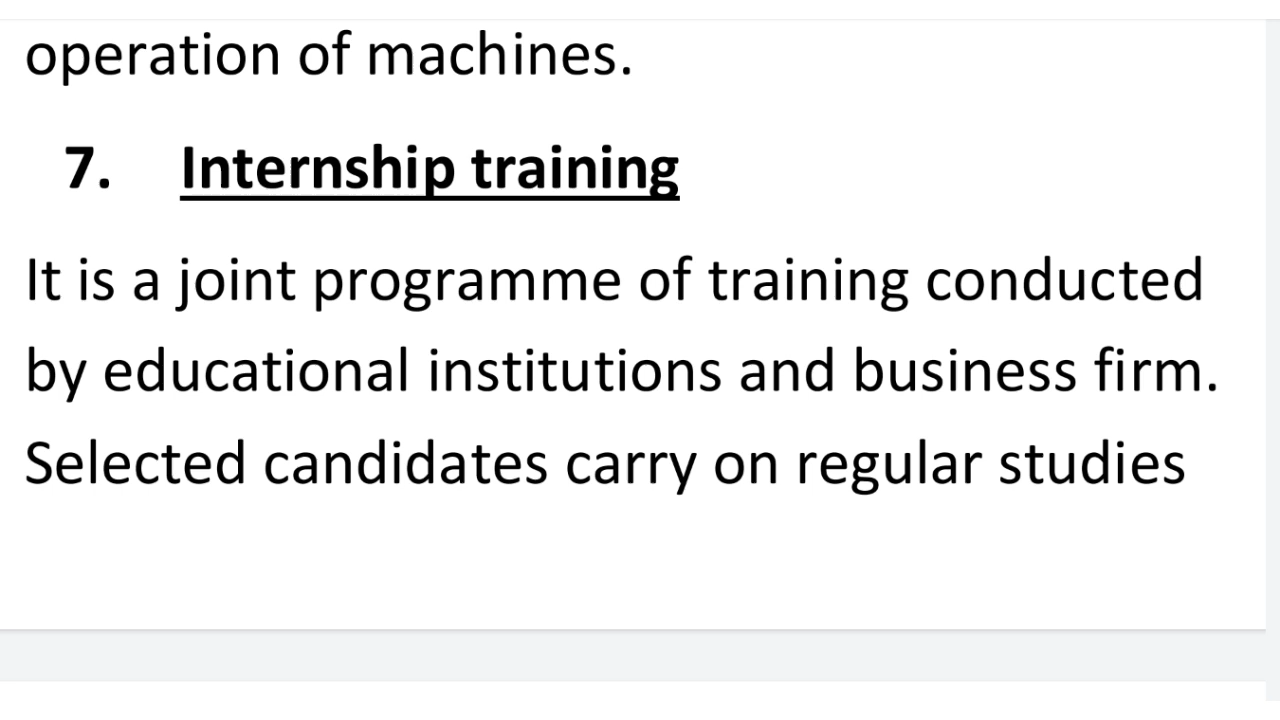 operation of machines.
7. Internship training
It is a joint programme of training conducted
by educational institutions and business firm.
Selected candidates carry on regular studies